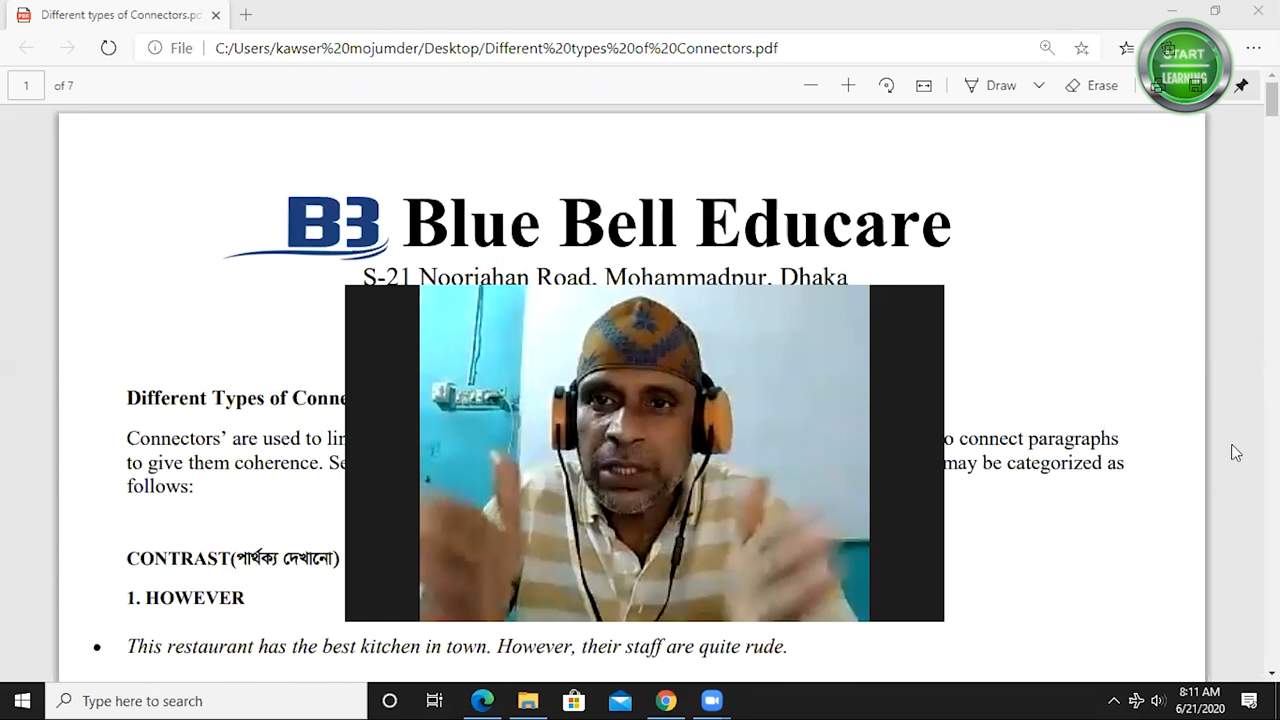 Different types of Connectors.pd
File
C:/Users/kawser%20mojumder/Desktop/Different%20types%20of%20Connectors.pdf
START
LEARNING
1 of 7
Draw
Erase
B3 Blue Bell Educare
S-21 Noorjahan Road, Mohammadpur, Dhaka
Different Types of Conne
Connectors’ are used to lin o connect paragraphs
to give them coherence. Se may be categorized as
follows:
CONTRAST(পার্থক্য দেখানো)
1. HOWEVER
• This restaurant has the best kitchen in town. However, their staff are quite rude.
Type here to search
8:11 AM
6/21/2020